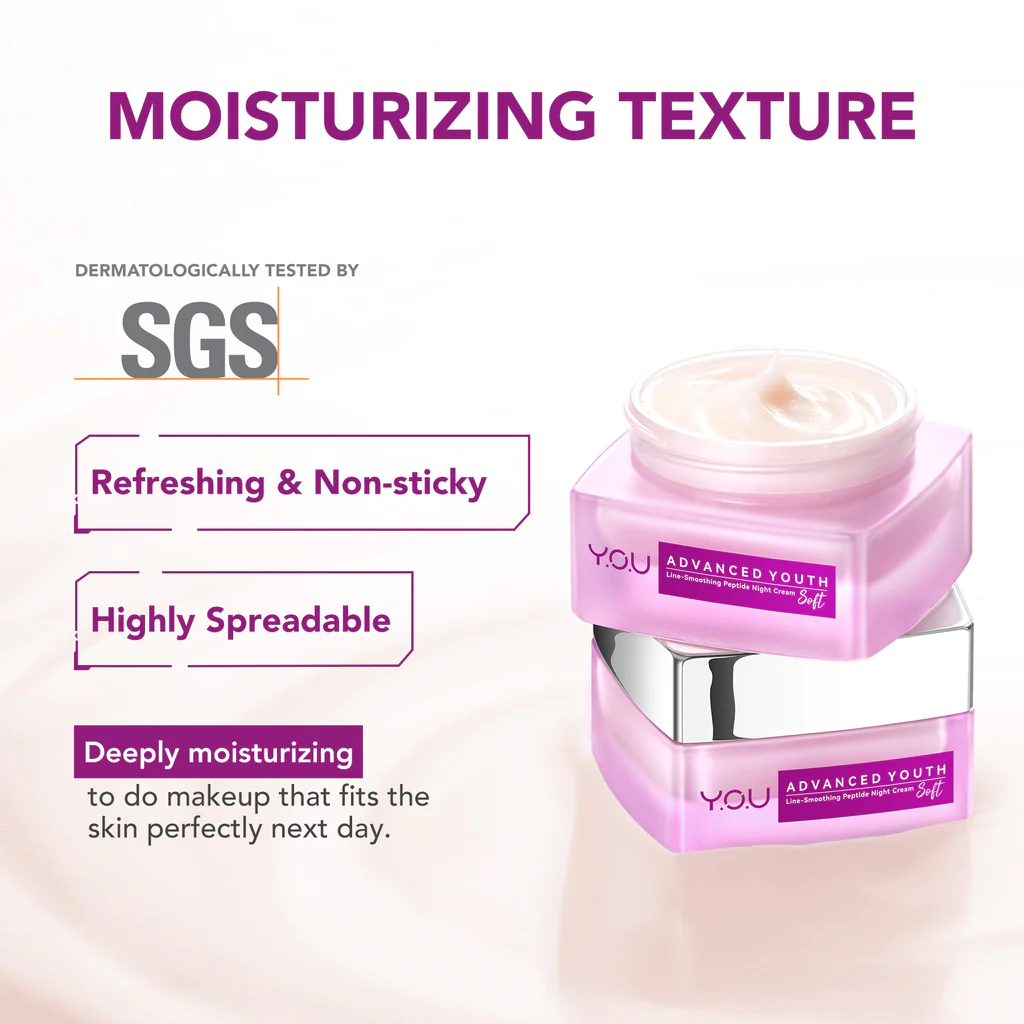 MOISTURIZING TEXTURE
DERMATOLOGICALLY TESTED BY
SGS
Refreshing & Non-sticky
Highly Spreadable
Deeply moisturizing
to do makeup that fits the
skin perfectly next day.
Y.O.U ADVANCED YOUTH
Line-Smoothing Peptide Night Cream Soft
Y.O.U ADVANCED YOUTH
Line-Smoothing Peptide Night Cream Soft